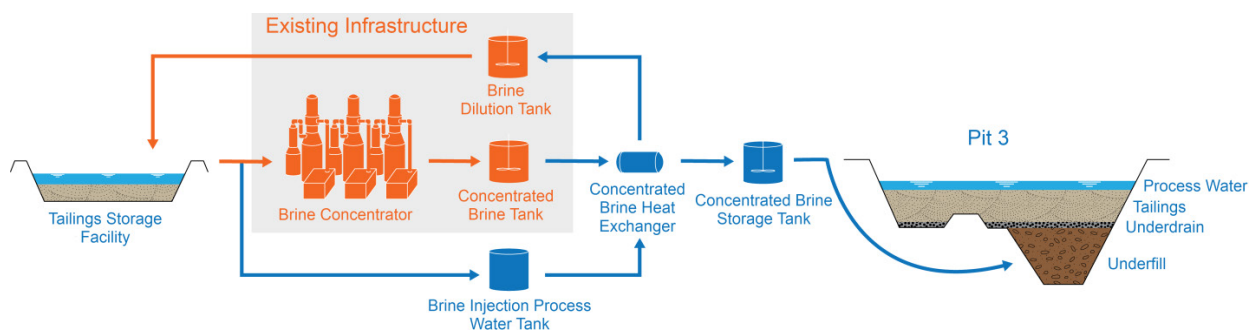 Existing Infrastructure
Brine
Dilution Tank
Pit 3
Tailings Storage
Facility
Brine Concentrator
Concentrated
Brine Tank
Concentrated
Brine Heat
Exchanger
Concentrated Brine
Storage Tank
Process Water
Tailings
Underdrain
Underfill
Brine Injection Process
Water Tank